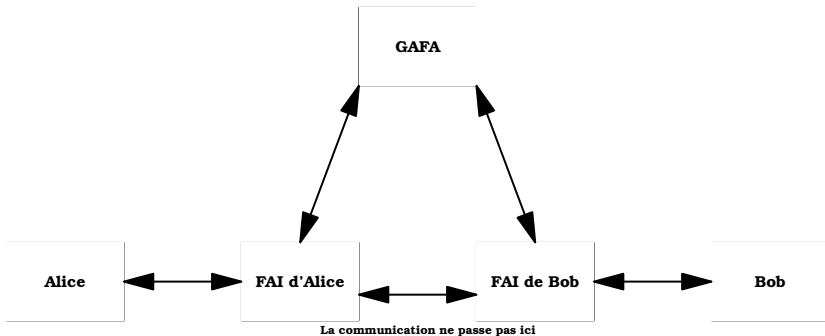 GAFA
Alice
FAI d'Alice
FAI de Bob
Bob
La communication ne passe pas ici